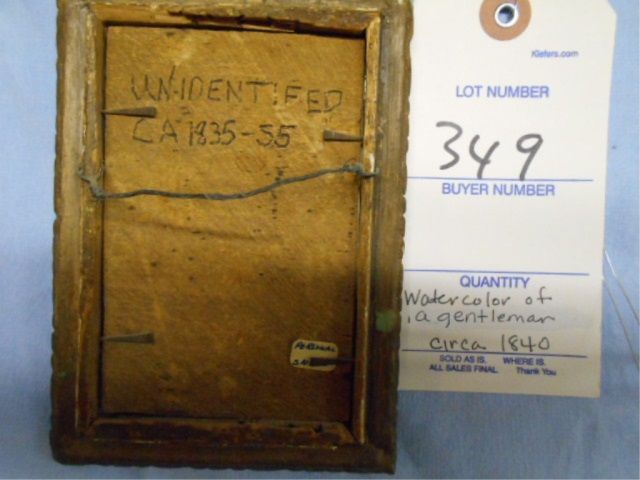 UNIDENTIFED
CA 1835-55
PERSONAL
Kiefers.com
LOT NUMBER
349
BUYER NUMBER
QUANTITY
Watercolor of
a gentleman
circa 1840
SOLD AS IS, WHERE IS.
ALL SALES FINAL. Thank You